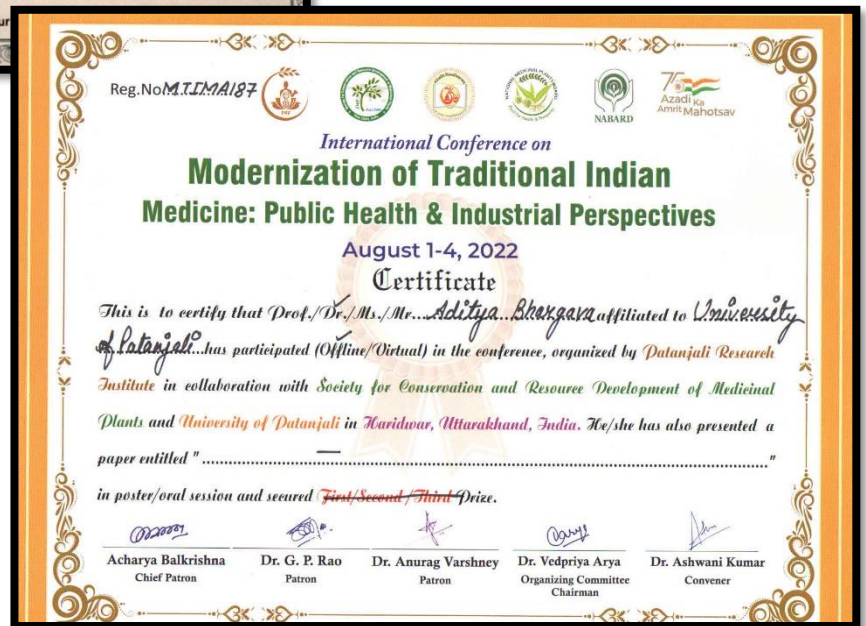 ur
Reg.No MTIMA187
NABARD
75
Azadi Ka
Amrit Mahotsav
International Conference on
Modernization of Traditional Indian
Medicine: Public Health & Industrial Perspectives
August 1-4, 2022
Certificate
This is to certify that Prof./Dr./Ms./Mr....Aditya..Bhargava affiliated to University
of Patanjali...has participated (Offline/Virtual) in the conference, organized by Patanjali Research
Institute in collaboration with Society for Conservation and Resource Development of Medicinal
Plants and University of Patanjali in Haridwar, Uttarakhand, India. He/she has also presented a
paper entitled "................................................................"
in poster/oral session and secured First/Second/Third Prize.
Acharya Balkrishna Dr. G. P. Rao Dr. Anurag Varshney Dr. Vedpriya Arya Dr. Ashwani Kumar
Chief Patron Patron Patron Organizing Committee Convener
Chairman